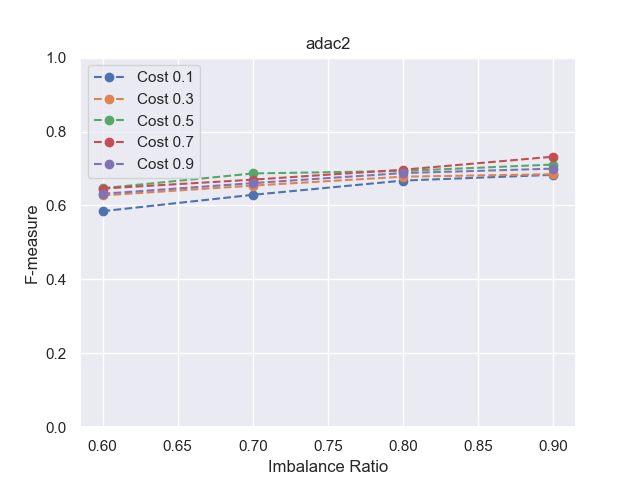 adac2
Cost 0.1
Cost 0.3
Cost 0.5
Cost 0.7
Cost 0.9
1.0
0.8
0.6
0.4
0.2
0.0
F-measure
0.60 0.65 0.70 0.75 0.80 0.85 0.90
Imbalance Ratio